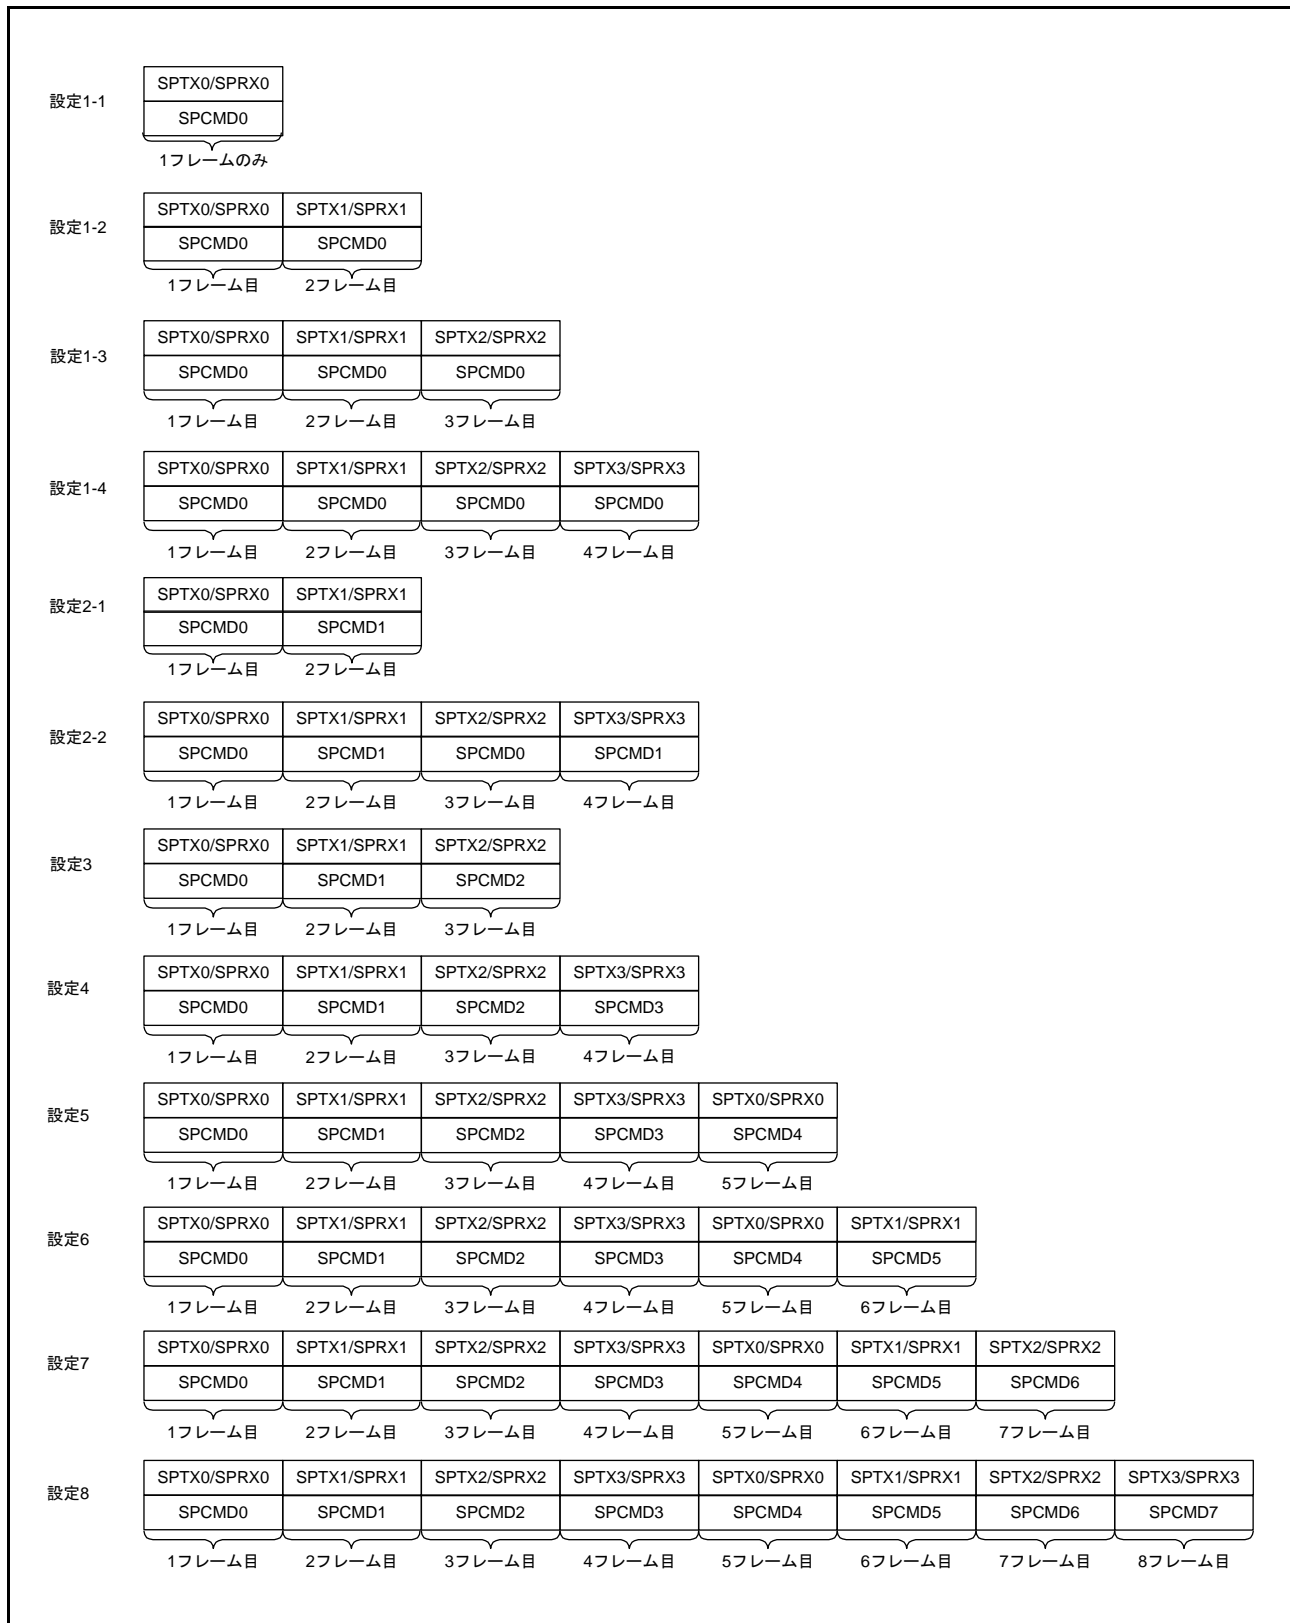 設定1-1
SPTX0/SPRX0
SPCMD0
1フレームのみ
設定1-2
SPTX0/SPRX0 SPTX1/SPRX1
SPCMD0 SPCMD0
1フレーム目 2フレーム目
設定1-3
SPTX0/SPRX0 SPTX1/SPRX1 SPTX2/SPRX2
SPCMD0 SPCMD0 SPCMD0
1フレーム目 2フレーム目 3フレーム目
設定1-4
SPTX0/SPRX0 SPTX1/SPRX1 SPTX2/SPRX2 SPTX3/SPRX3
SPCMD0 SPCMD0 SPCMD0 SPCMD0
1フレーム目 2フレーム目 3フレーム目 4フレーム目
設定2-1
SPTX0/SPRX0 SPTX1/SPRX1
SPCMD0 SPCMD1
1フレーム目 2フレーム目
設定2-2
SPTX0/SPRX0 SPTX1/SPRX1 SPTX2/SPRX2 SPTX3/SPRX3
SPCMD0 SPCMD1 SPCMD0 SPCMD1
1フレーム目 2フレーム目 3フレーム目 4フレーム目
設定3
SPTX0/SPRX0 SPTX1/SPRX1 SPTX2/SPRX2
SPCMD0 SPCMD1 SPCMD2
1フレーム目 2フレーム目 3フレーム目
設定4
SPTX0/SPRX0 SPTX1/SPRX1 SPTX2/SPRX2 SPTX3/SPRX3
SPCMD0 SPCMD1 SPCMD2 SPCMD3
1フレーム目 2フレーム目 3フレーム目 4フレーム目
設定5
SPTX0/SPRX0 SPTX1/SPRX1 SPTX2/SPRX2 SPTX3/SPRX3 SPTX0/SPRX0
SPCMD0 SPCMD1 SPCMD2 SPCMD3 SPCMD4
1フレーム目 2フレーム目 3フレーム目 4フレーム目 5フレーム目
設定6
SPTX0/SPRX0 SPTX1/SPRX1 SPTX2/SPRX2 SPTX3/SPRX3 SPTX0/SPRX0 SPTX1/SPRX1
SPCMD0 SPCMD1 SPCMD2 SPCMD3 SPCMD4 SPCMD5
1フレーム目 2フレーム目 3フレーム目 4フレーム目 5フレーム目 6フレーム目
設定7
SPTX0/SPRX0 SPTX1/SPRX1 SPTX2/SPRX2 SPTX3/SPRX3 SPTX0/SPRX0 SPTX1/SPRX1 SPTX2/SPRX2
SPCMD0 SPCMD1 SPCMD2 SPCMD3 SPCMD4 SPCMD5 SPCMD6
1フレーム目 2フレーム目 3フレーム目 4フレーム目 5フレーム目 6フレーム目 7フレーム目
設定8
SPTX0/SPRX0 SPTX1/SPRX1 SPTX2/SPRX2 SPTX3/SPRX3 SPTX0/SPRX0 SPTX1/SPRX1 SPTX2/SPRX2 SPTX3/SPRX3
SPCMD0 SPCMD1 SPCMD2 SPCMD3 SPCMD4 SPCMD5 SPCMD6 SPCMD7
1フレーム目 2フレーム目 3フレーム目 4フレーム目 5フレーム目 6フレーム目 7フレーム目 8フレーム目